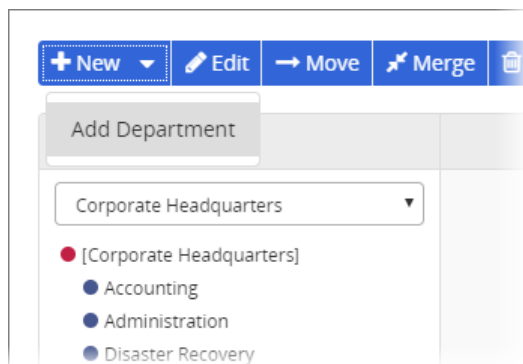 New Edit Move Merge
Add Department
Corporate Headquarters
[Corporate Headquarters]
Accounting
Administration
Disaster Recovery